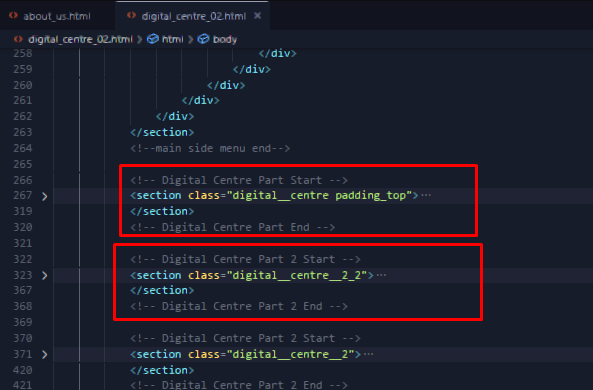 about_us.html digital_centre_02.html ×
digital_centre_02.html > html > body
258 </div>
259 </div>
260 </div>
261 </div>
262 </div>
263 </section>
264 <!--main side menu end-->
265
266 <!-- Digital Centre Part Start -->
267 > <section class="digital__centre padding_top">…
319 </section>
320 <!-- Digital Centre Part End -->
321
322 <!-- Digital Centre Part 2 Start -->
323 > <section class="digital__centre__2_2">…
367 </section>
368 <!-- Digital Centre Part 2 End -->
369
370 <!-- Digital Centre Part 2 Start -->
371 > <section class="digital__centre__2">…
420 </section>
421 <!-- Digital Centre Part 2 End -->